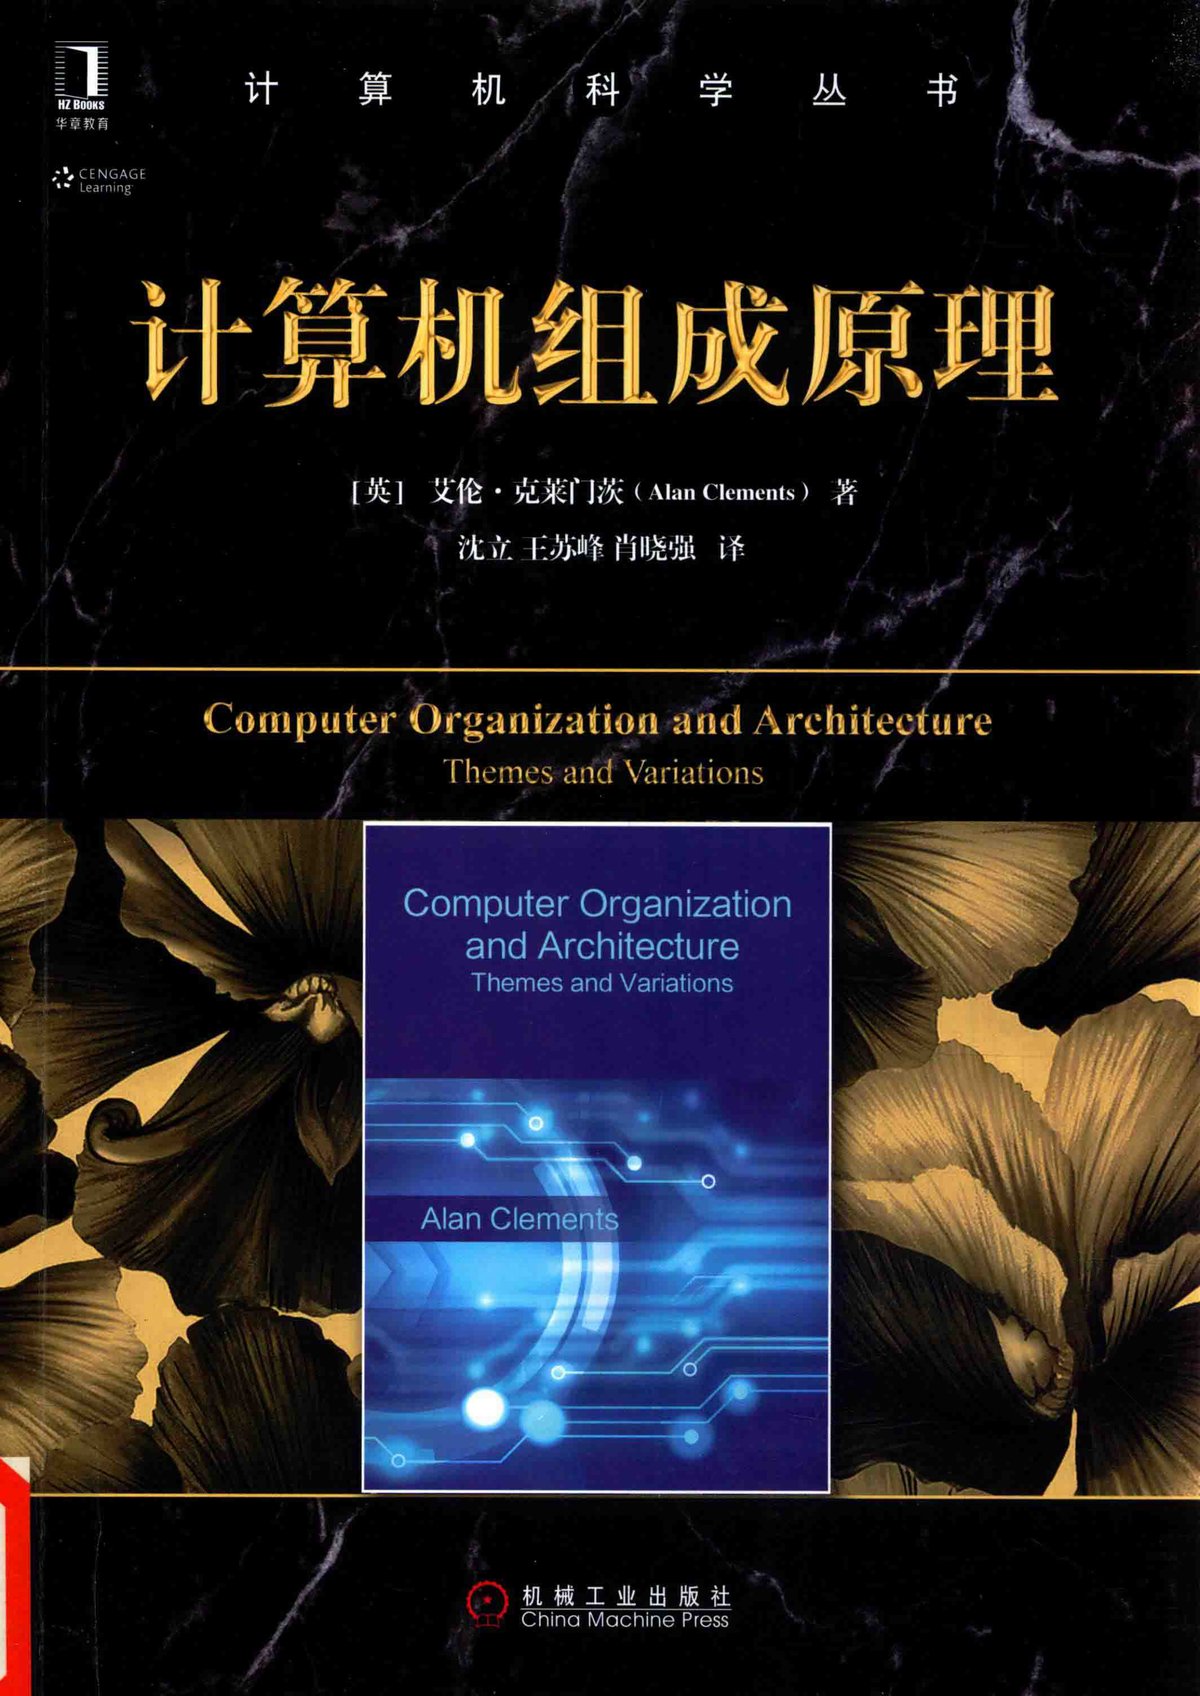 计算机科学丛书
HZ BOOKS
华章教育
CENGAGE
Learning
计算机组成原理
[英] 艾伦·克莱门茨(Alan Clements) 著
沈立 王苏峰 肖晓强 译
Computer Organization and Architecture
Themes and Variations
Computer Organization
and Architecture
Themes and Variations
Alan Clements
机械工业出版社
China Machine Press